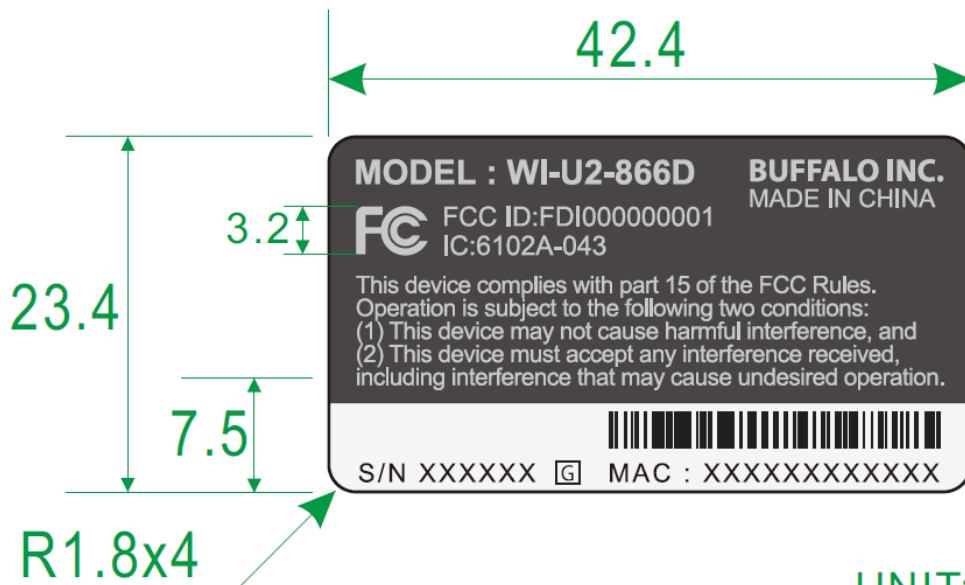 42.4
MODEL : WI-U2-866D
BUFFALO INC.
MADE IN CHINA
3.2
FC
FCC ID:FDI000000001
IC:6102A-043
23.4
This device complies with part 15 of the FCC Rules.
Operation is subject to the following two conditions:
(1) This device may not cause harmful interference, and
(2) This device must accept any interference received,
including interference that may cause undesired operation.
7.5
S/N XXXXXX G MAC : XXXXXXXXXXXX
R1.8x4